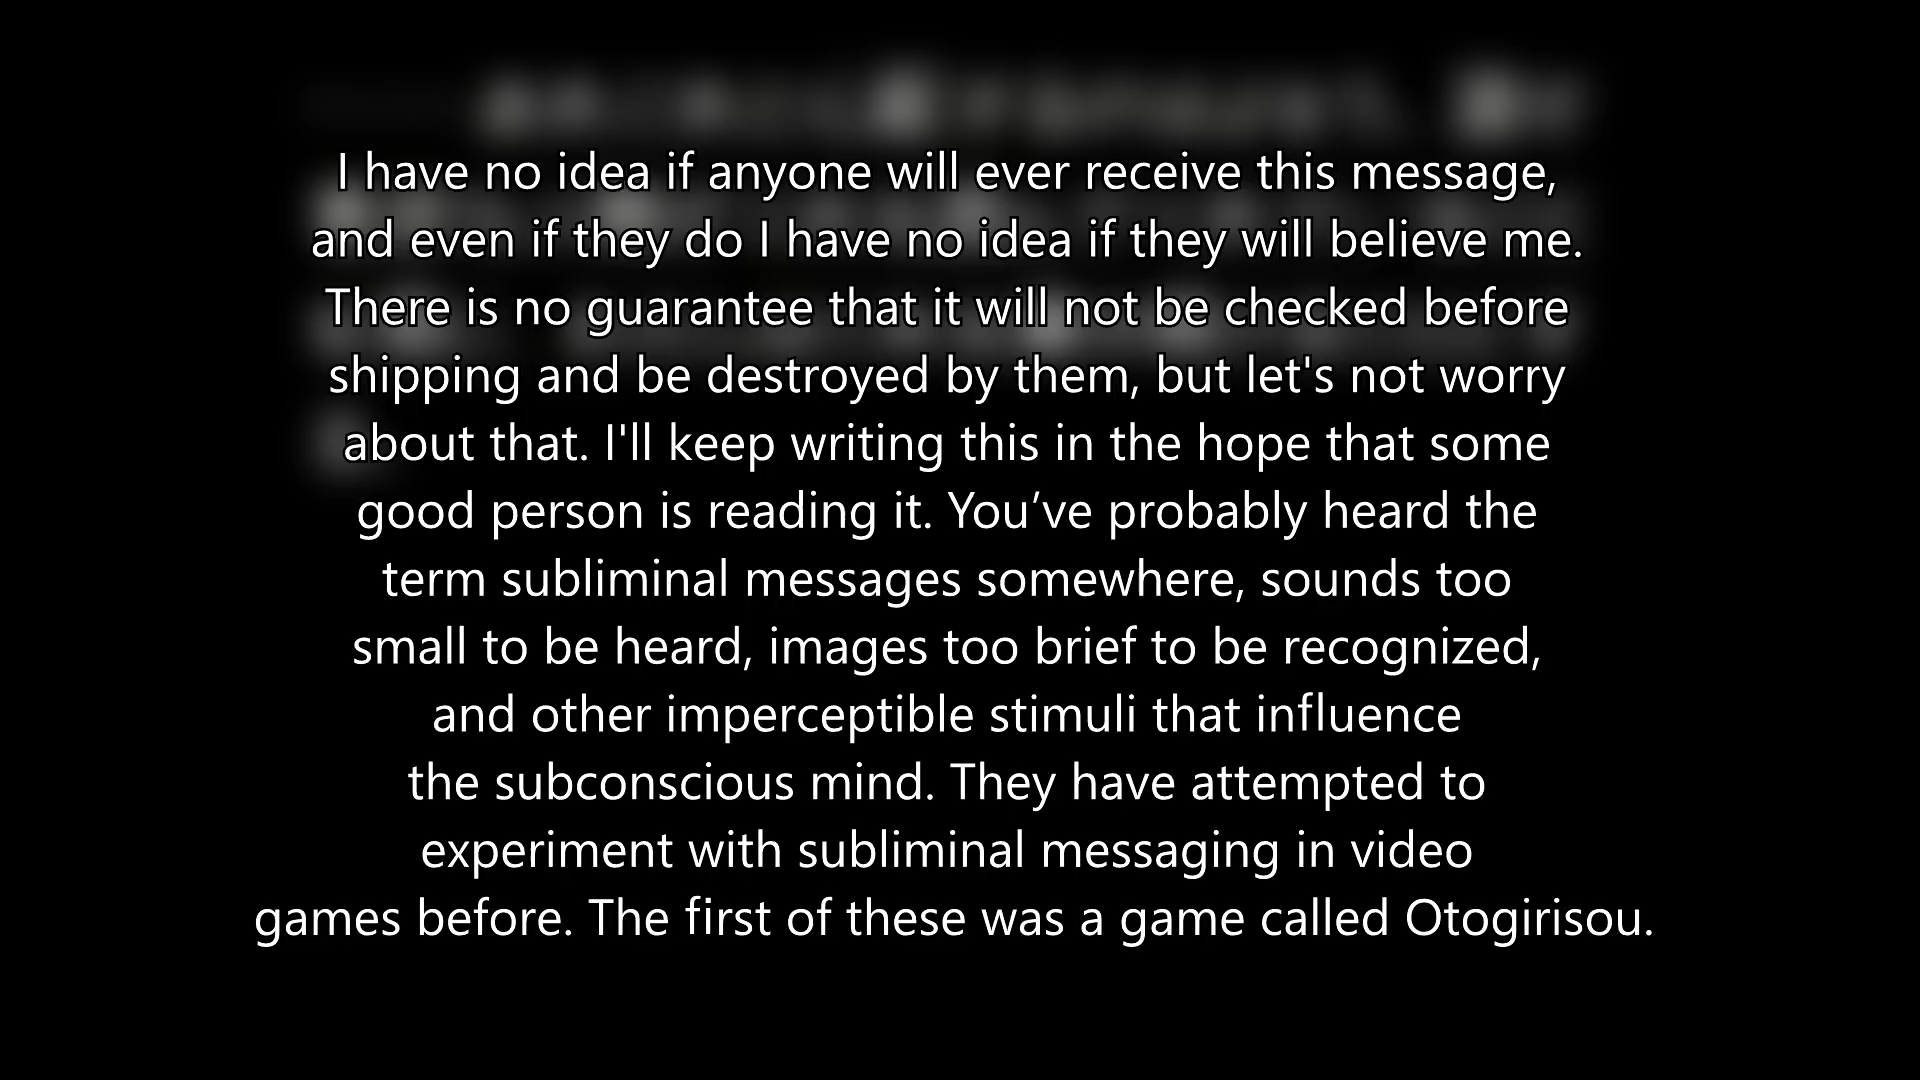 I have no idea if anyone will ever receive this message,
and even if they do I have no idea if they will believe me.
There is no guarantee that it will not be checked before
shipping and be destroyed by them, but let's not worry
about that. I'll keep writing this in the hope that some
good person is reading it. You’ve probably heard the
term subliminal messages somewhere, sounds too
small to be heard, images too brief to be recognized,
and other imperceptible stimuli that influence
the subconscious mind. They have attempted to
experiment with subliminal messaging in video
games before. The first of these was a game called Otogirisou.